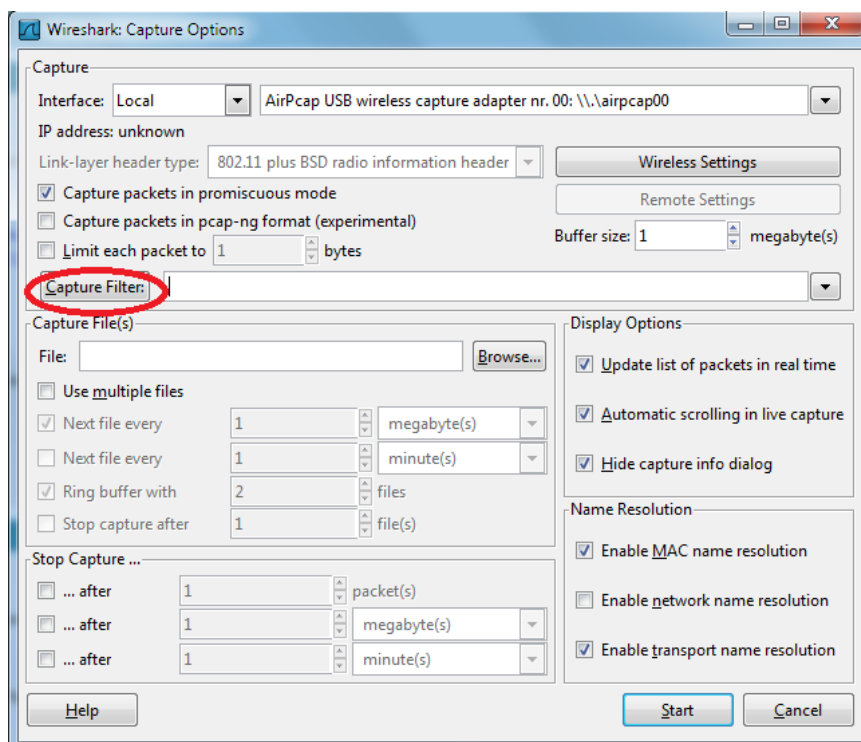 Wireshark: Capture Options
Capture
Interface: Local AirPcap USB wireless capture adapter nr. 00: \\.\airpcap00
IP address: unknown
Link-layer header type: 802.11 plus BSD radio information header Wireless Settings
Capture packets in promiscuous mode Remote Settings
Capture packets in pcap-ng format (experimental)
Limit each packet to 1 bytes Buffer size: 1 megabyte(s)
Capture Filter:
Capture File(s)
File: Browse...
Use multiple files
Next file every 1 megabyte(s)
Next file every 1 minute(s)
Ring buffer with 2 files
Stop capture after 1 file(s)
Display Options
Update list of packets in real time
Automatic scrolling in live capture
Hide capture info dialog
Stop Capture ...
... after 1 packet(s)
... after 1 megabyte(s)
... after 1 minute(s)
Name Resolution
Enable MAC name resolution
Enable network name resolution
Enable transport name resolution
Help Start Cancel